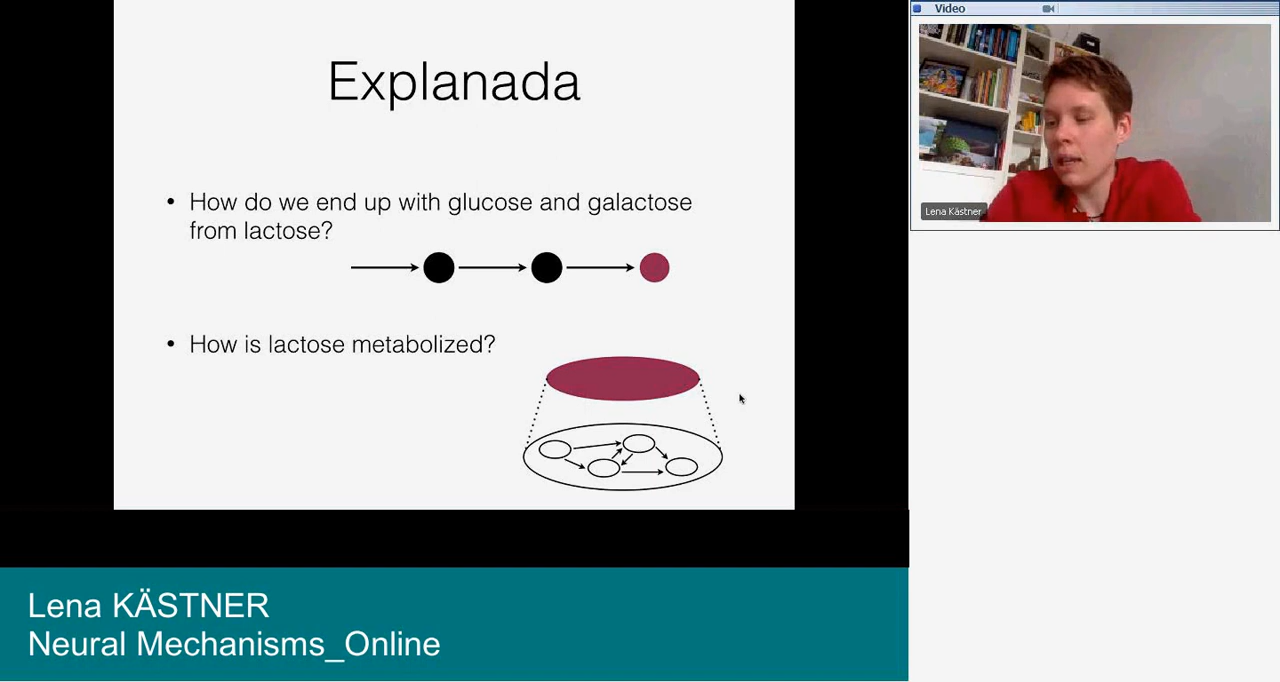 Explanada
• How do we end up with glucose and galactose
from lactose?
• How is lactose metabolized?
Video
Lena Kästner
Lena KÄSTNER
Neural Mechanisms_Online